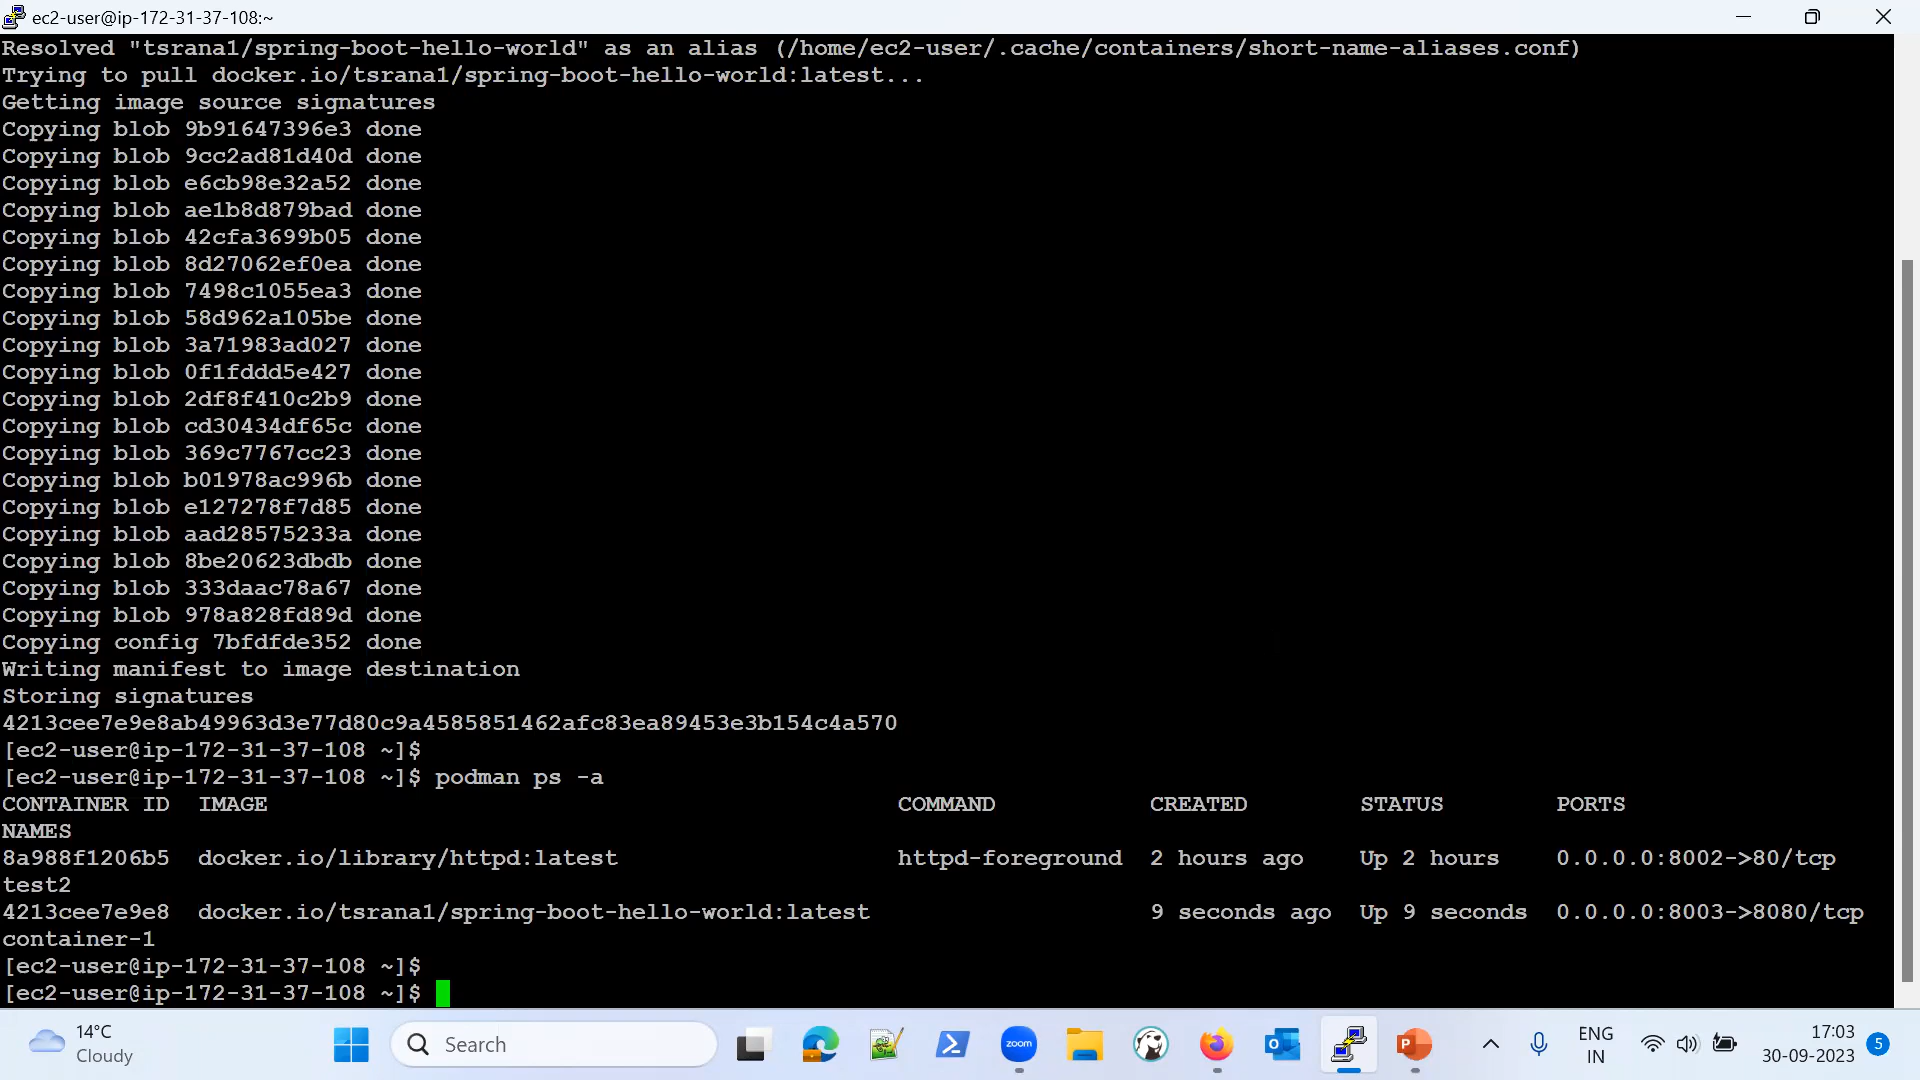 ec2-user@ip-172-31-37-108:~
Resolved "tsrana1/spring-boot-hello-world" as an alias (/home/ec2-user/.cache/containers/short-name-aliases.conf)
Trying to pull docker.io/tsrana1/spring-boot-hello-world:latest...
Getting image source signatures
Copying blob 9b91647396e3 done
Copying blob 9cc2ad81d40d done
Copying blob e6cb98e32a52 done
Copying blob ae1b8d879bad done
Copying blob 42cfa3699b05 done
Copying blob 8d27062ef0ea done
Copying blob 7498c1055ea3 done
Copying blob 58d962a105be done
Copying blob 3a71983ad027 done
Copying blob 0f1fddd5e427 done
Copying blob 2df8f410c2b9 done
Copying blob cd30434df65c done
Copying blob 369c7767cc23 done
Copying blob b01978ac996b done
Copying blob e127278f7d85 done
Copying blob aad28575233a done
Copying blob 8be20623dbdb done
Copying blob 333daac78a67 done
Copying blob 978a828fd89d done
Copying config 7bfdfde352 done
Writing manifest to image destination
Storing signatures
4213cee7e9e8ab49963d3e77d80c9a4585851462afc83ea89453e3b154c4a570
[ec2-user@ip-172-31-37-108 ~]$
[ec2-user@ip-172-31-37-108 ~]$ podman ps -a
CONTAINER ID IMAGE COMMAND CREATED STATUS PORTS
NAMES
8a988f1206b5 docker.io/library/httpd:latest httpd-foreground 2 hours ago Up 2 hours 0.0.0.0:8002->80/tcp
test2
4213cee7e9e8 docker.io/tsrana1/spring-boot-hello-world:latest 9 seconds ago Up 9 seconds 0.0.0.0:8003->8080/tcp
container-1
[ec2-user@ip-172-31-37-108 ~]$
[ec2-user@ip-172-31-37-108 ~]$
14°C
Cloudy
Search
zoom
O
P
ENG
IN
17:03
30-09-2023
5